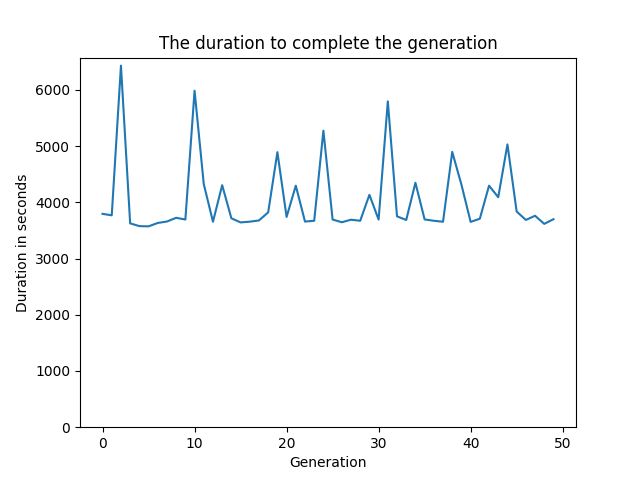 The duration to complete the generation
Duration in seconds
6000
5000
4000
3000
2000
1000
0
0 10 20 30 40 50
Generation